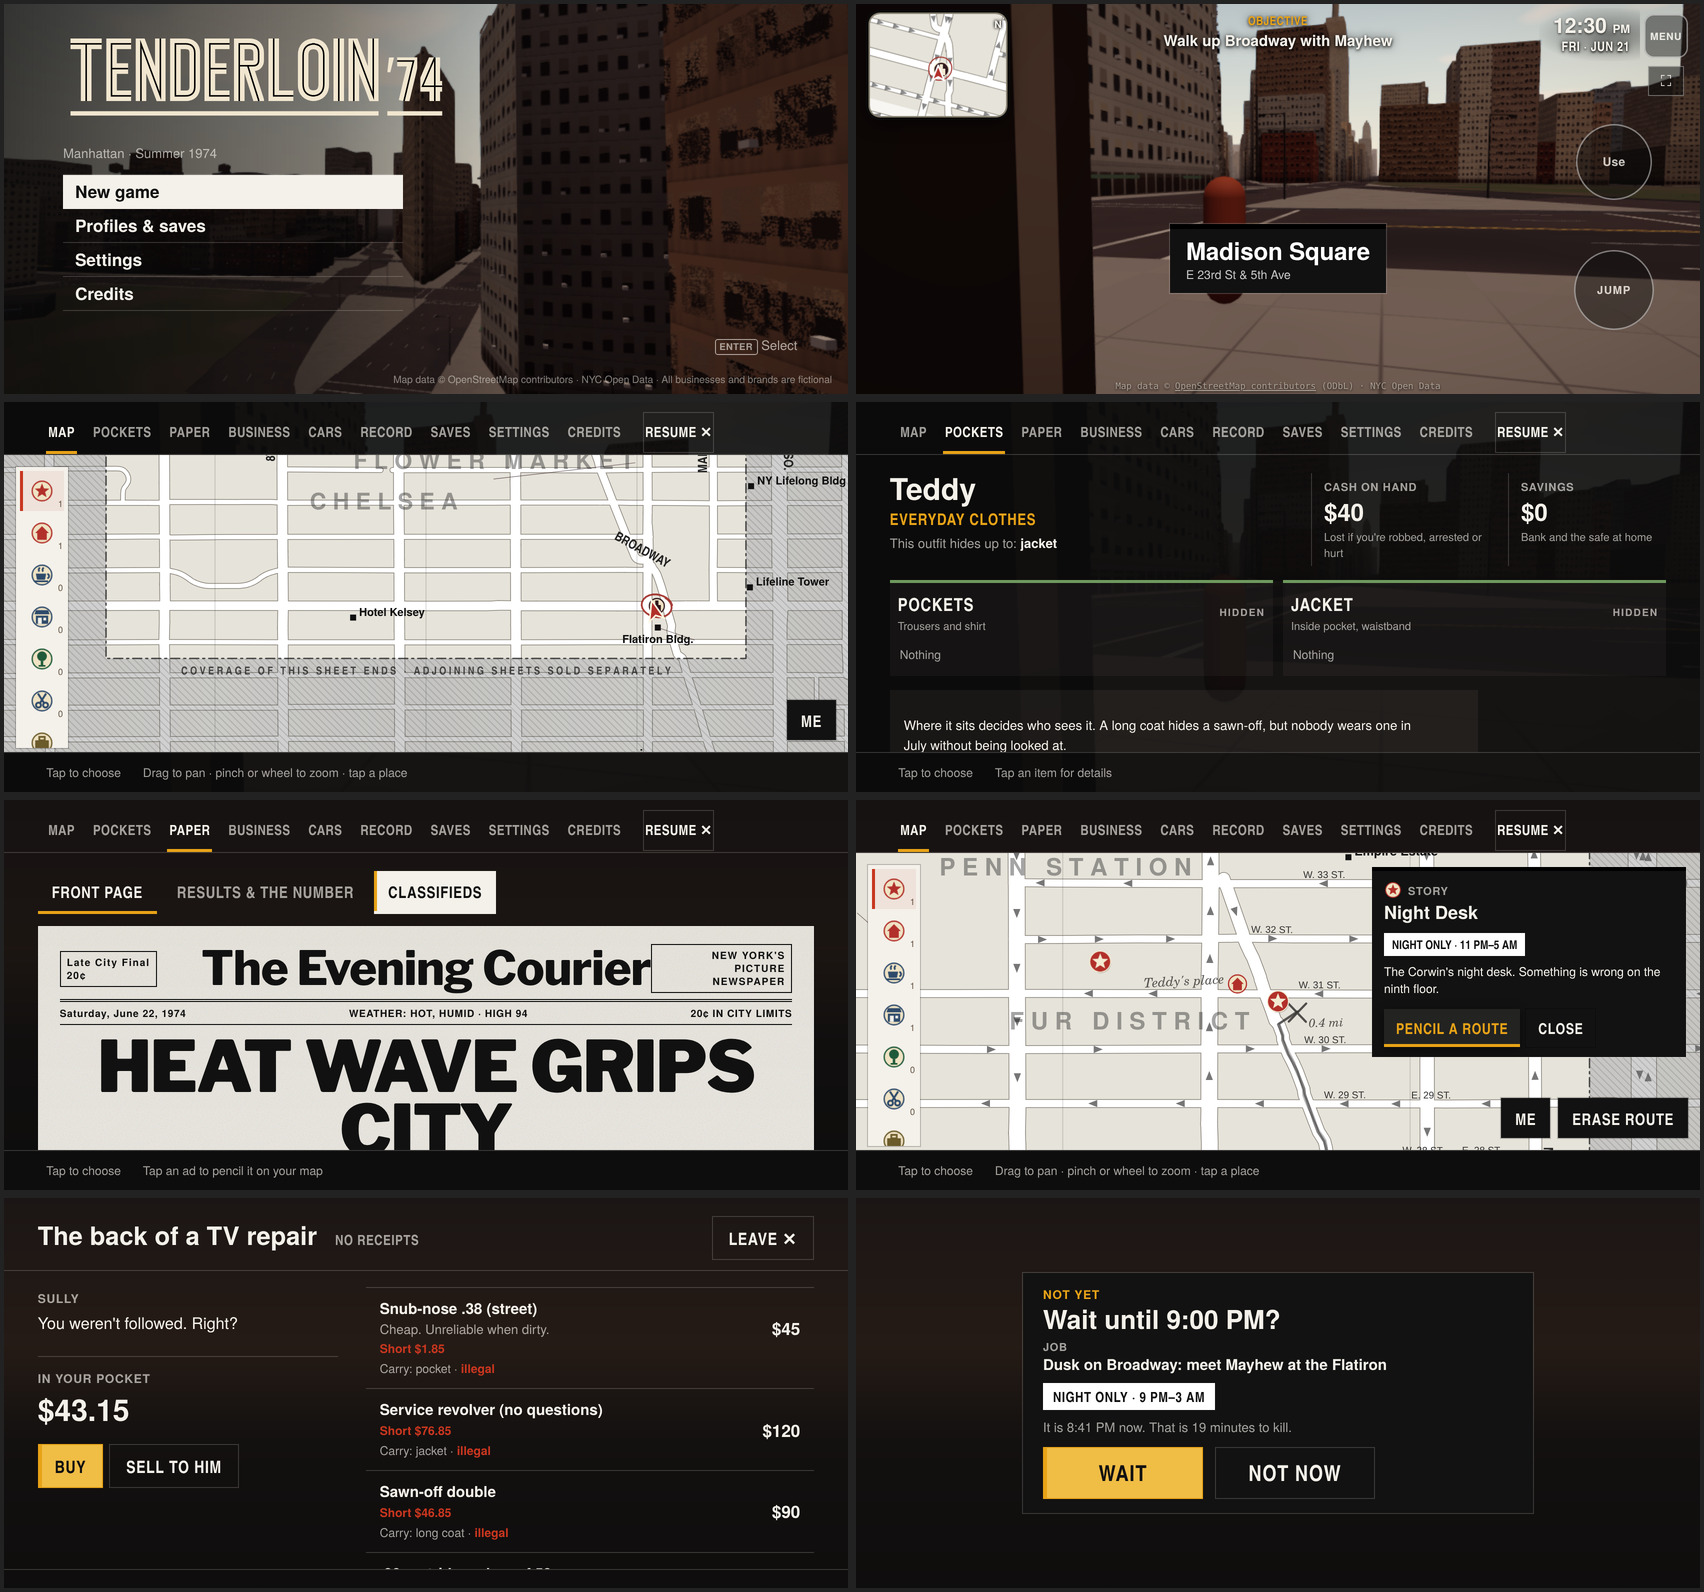 TENDERLOIN '74
Manhattan · Summer 1974
New game
Profiles & saves
Settings
Credits
ENTER Select
Map data © OpenStreetMap contributors · NYC Open Data · All businesses and brands are fictional
N
OBJECTIVE
Walk up Broadway with Mayhew
12:30 PM
FRI · JUN 21
MENU
Use
Madison Square
E 23rd St & 5th Ave
JUMP
Map data © OpenStreetMap contributors (ODbL) · NYC Open Data
MAP POCKETS PAPER BUSINESS CARS RECORD SAVES SETTINGS CREDITS RESUME ✕
FLOWER MARKET
CHELSEA
NY Lifelong Bldg
BROADWAY
Lifeline Tower
Hotel Kelsey
Flatiron Bldg.
COVERAGE OF THIS SHEET ENDS ADJOINING SHEETS SOLD SEPARATELY
1
1
0
0
0
0
ME
Tap to choose Drag to pan · pinch or wheel to zoom · tap a place
MAP POCKETS PAPER BUSINESS CARS RECORD SAVES SETTINGS CREDITS RESUME ✕
Teddy
EVERYDAY CLOTHES
This outfit hides up to: jacket
CASH ON HAND
$40
Lost if you're robbed, arrested or
hurt
SAVINGS
$0
Bank and the safe at home
POCKETS
HIDDEN
Trousers and shirt
Nothing
JACKET
HIDDEN
Inside pocket, waistband
Nothing
Where it sits decides who sees it. A long coat hides a sawn-off, but nobody wears one in
July without being looked at.
Tap to choose Tap an item for details
MAP POCKETS PAPER BUSINESS CARS RECORD SAVES SETTINGS CREDITS RESUME ✕
FRONT PAGE RESULTS & THE NUMBER CLASSIFIEDS
Late City Final
20¢
The Evening Courier
NEW YORK'S
PICTURE
NEWSPAPER
Saturday, June 22, 1974 WEATHER: HOT, HUMID · HIGH 94 20¢ IN CITY LIMITS
HEAT WAVE GRIPS
CITY
Tap to choose Tap an ad to pencil it on your map
MAP POCKETS PAPER BUSINESS CARS RECORD SAVES SETTINGS CREDITS RESUME ✕
PENN STATION
Empire Estate
W. 33 ST.
W. 32 ST.
Teddy's place
W. 31 ST.
FUR DISTRICT
0.4 mi
W. 30 ST.
W. 29 ST.
E. 29 ST.
W. 28 ST.
E. 28 ST.
1
1
1
1
0
0
STORY
Night Desk
NIGHT ONLY · 11 PM–5 AM
The Corwin's night desk. Something is wrong on the
ninth floor.
PENCIL A ROUTE CLOSE
ME ERASE ROUTE
Tap to choose Drag to pan · pinch or wheel to zoom · tap a place
The back of a TV repair NO RECEIPTS
LEAVE ✕
SULLY
You weren't followed. Right?
IN YOUR POCKET
$43.15
BUY SELL TO HIM
Snub-nose .38 (street)
Cheap. Unreliable when dirty.
Short $1.85
Carry: pocket · illegal
$45
Service revolver (no questions)
Short $76.85
Carry: jacket · illegal
$120
Sawn-off double
Short $46.85
Carry: long coat · illegal
$90
NOT YET
Wait until 9:00 PM?
JOB
Dusk on Broadway: meet Mayhew at the Flatiron
NIGHT ONLY · 9 PM–3 AM
It is 8:41 PM now. That is 19 minutes to kill.
WAIT NOT NOW